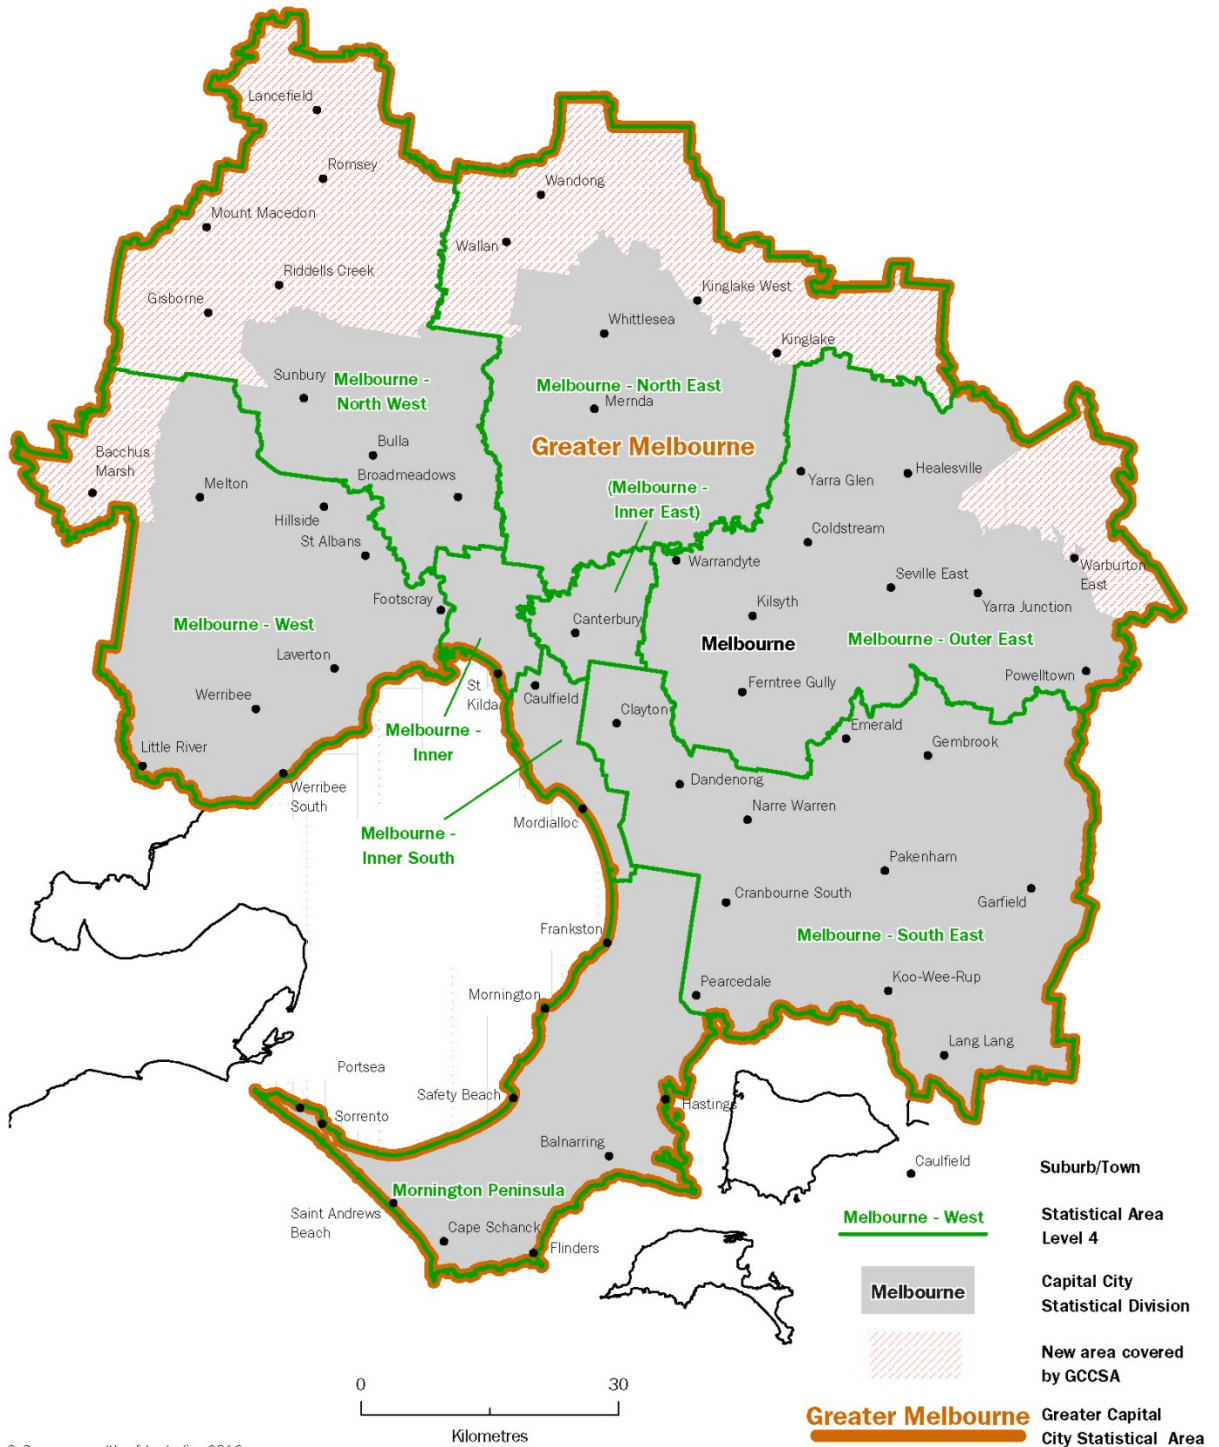 Lancefield
Romsey
Wandong
Mount Macedon
Wallan
Riddells Creek
Kinglake West
Gisborne
Whittlesea
Kinglake
Sunbury
Melbourne -
North West
Melbourne - North East
Mernda
Bulla
Greater Melbourne
Bacchus
Marsh
Broadmeadows
Healesville
Yarra Glen
Melton
(Melbourne -
Inner East)
Hillside
Coldstream
St Albans
Warrandyte
Warburton
East
Seville East
Footscray
Kilsyth
Yarra Junction
Canterbury
Melbourne - West
Melbourne
Melbourne - Outer East
Laverton
Powelltown
St
Kilda
Caulfield
Ferntree Gully
Werribee
Clayton
Melbourne -
Inner
Emerald
Gembrook
Little River
Dandenong
Werribee
South
Narre Warren
Mordialloc
Melbourne -
Inner South
Pakenham
Cranbourne South
Garfield
Frankston
Melbourne - South East
Pearcedale
Koo-Wee-Rup
Mornington
Lang Lang
Portsea
Safety Beach
Hastings
Sorrento
Balnarring
Caulfield
Suburb/Town
Mornington Peninsula
Saint Andrews
Beach
Melbourne - West
Statistical Area
Level 4
Cape Schanck
Flinders
Melbourne
Capital City
Statistical Division
New area covered
by GCCSA
0 30
Kilometres
Greater Melbourne
Greater Capital
City Statistical Area